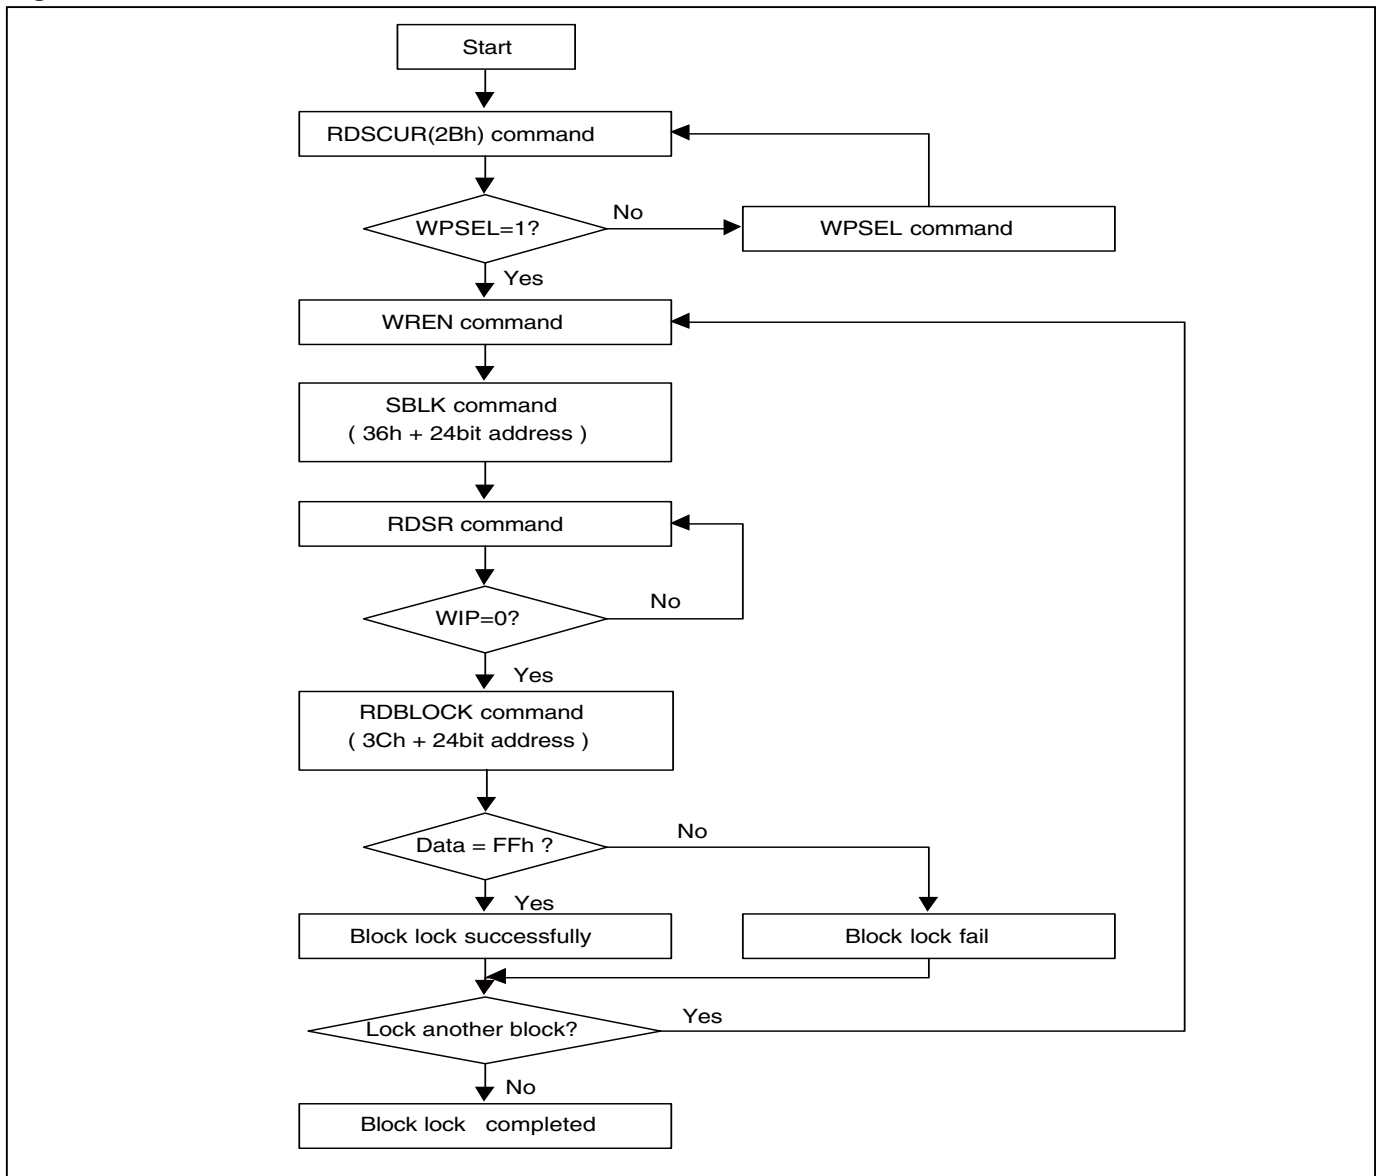 Start
RDSCUR(2Bh) command
WPSEL=1?
No
WPSEL command
Yes
WREN command
SBLK command
( 36h + 24bit address )
RDSR command
WIP=0?
No
Yes
RDBLOCK command
( 3Ch + 24bit address )
Data = FFh ?
No
Yes
Block lock successfully
Block lock fail
Lock another block?
Yes
No
Block lock completed